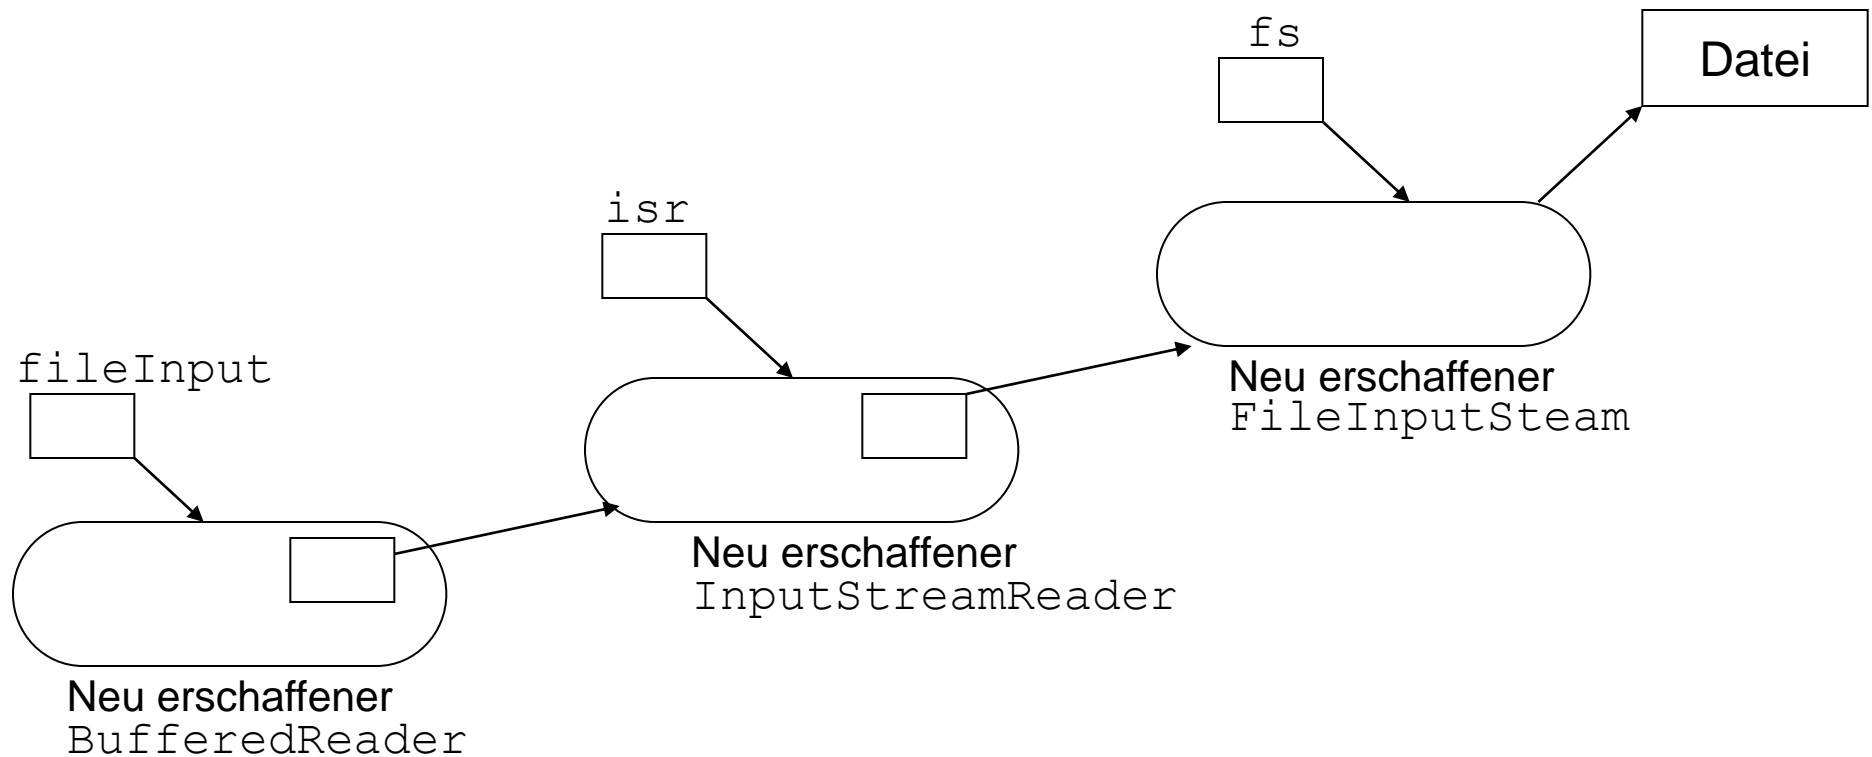 fs
Datei
isr
fileInput
Neu erschaffener
FileInputSteam
Neu erschaffener
InputStreamReader
Neu erschaffener
BufferedReader